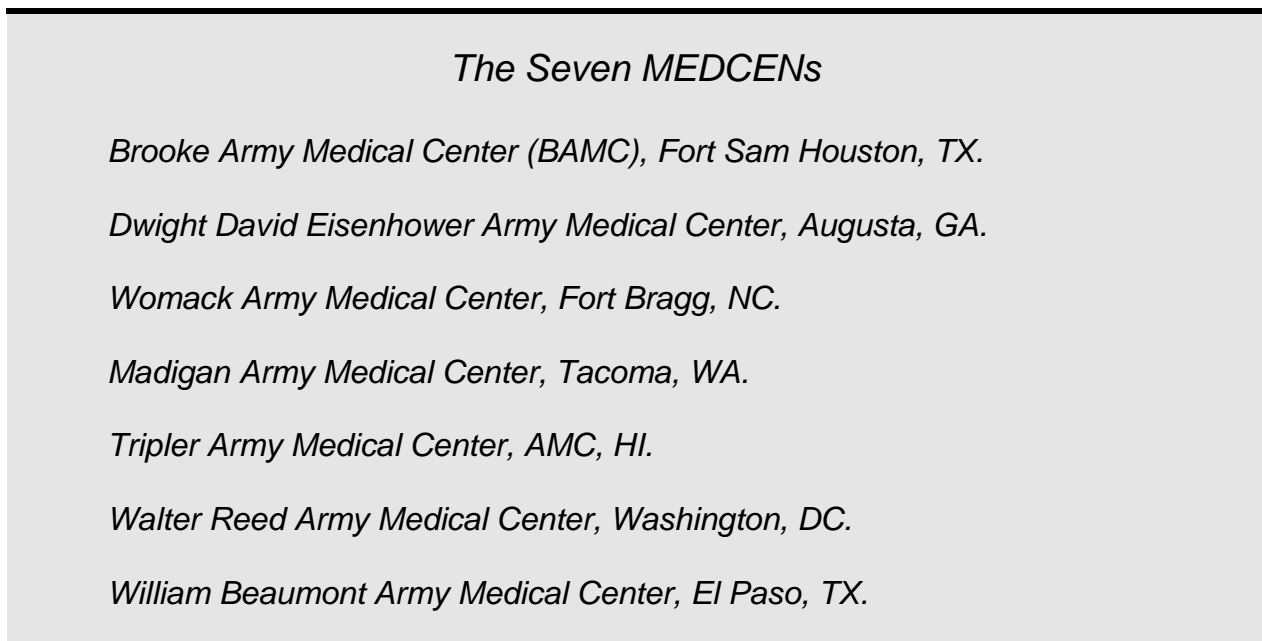 The Seven MEDCENs
Brooke Army Medical Center (BAMC), Fort Sam Houston, TX.
Dwight David Eisenhower Army Medical Center, Augusta, GA.
Womack Army Medical Center, Fort Bragg, NC.
Madigan Army Medical Center, Tacoma, WA.
Tripler Army Medical Center, AMC, HI.
Walter Reed Army Medical Center, Washington, DC.
William Beaumont Army Medical Center, El Paso, TX.